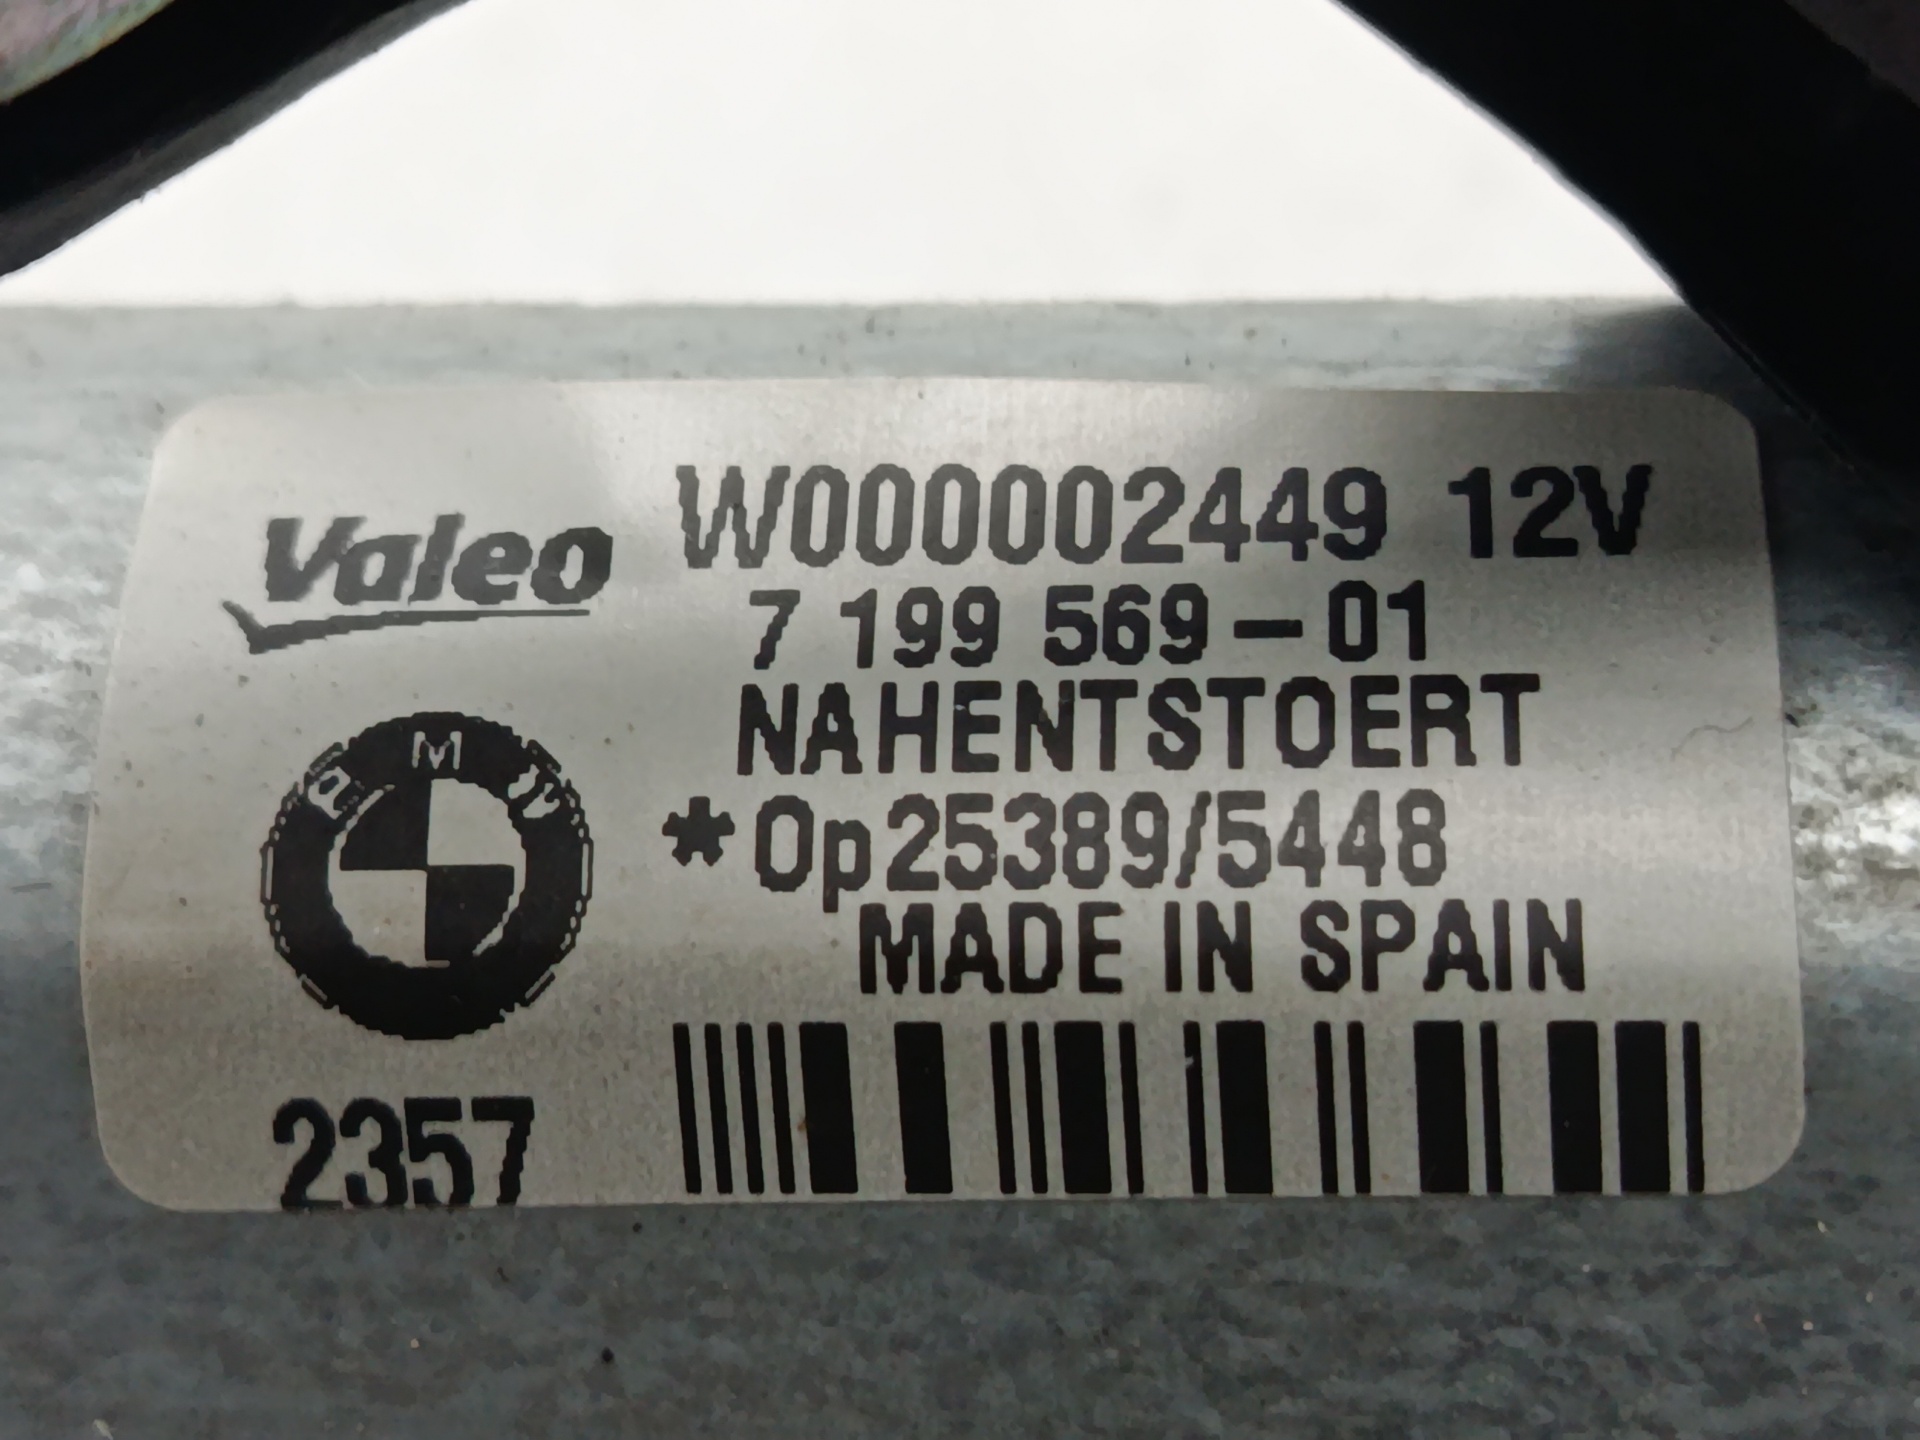 Valeo
W000002449 12V
7 199 569-01
NAHENTSTOERT
BMW
*Op25389/5448
MADE IN SPAIN
2357